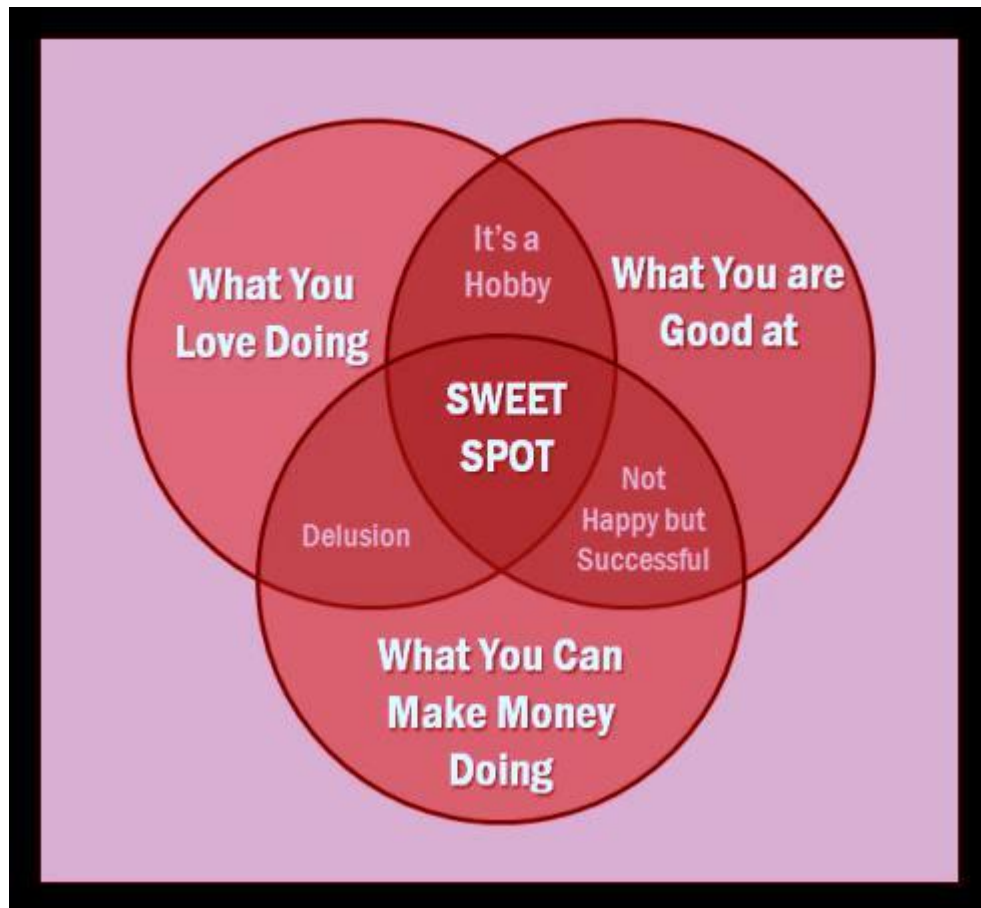 It's a
Hobby
What You
Love Doing
What You are
Good at
SWEET
SPOT
Delusion
Not
Happy but
Successful
What You Can
Make Money
Doing